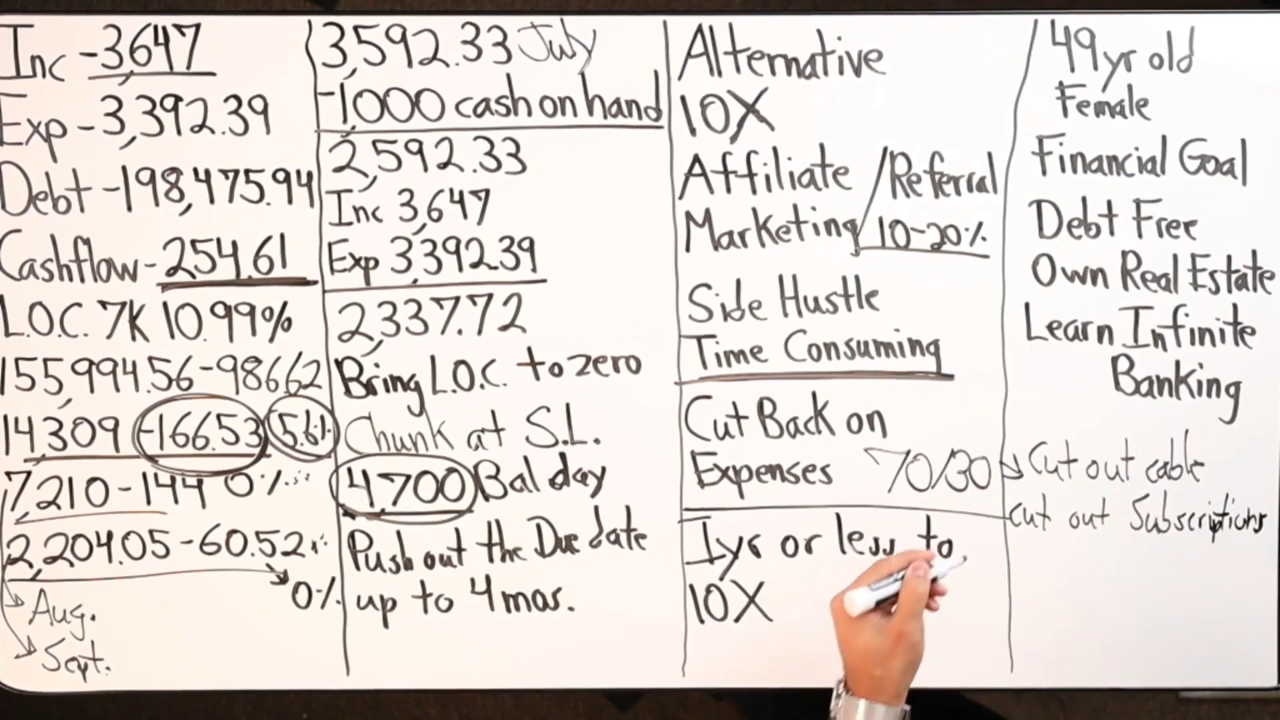 Inc - 3647
Exp - 3,392.39
Debt - 198,475.94
Cashflow - 254.61
L.O.C. 7K 10.99%
155,994.56 - 986.62
14,309 -166.53 5.61%
7,210 - 144 0%
2,204.05 - 60.52
0%
Aug.
Sept.
3,592.33 July
-1,000 cash on hand
2,592.33
Inc 3,647
Exp 3,392.39
2,337.72
Bring L.O.C. to zero
Chunk at S.L.
4,700 Bal day
Push out the Due date
up to 4 mos.
Alternative
10X
Affiliate / Referral
Marketing 10-20%
Side Hustle
Time Consuming
Cut Back on
Expenses 70/30
1yr or less to
10X
49 yr old
Female
Financial Goal
Debt Free
Own Real Estate
Learn Infinite
Banking
Cut out cable
Cut out Subscriptions